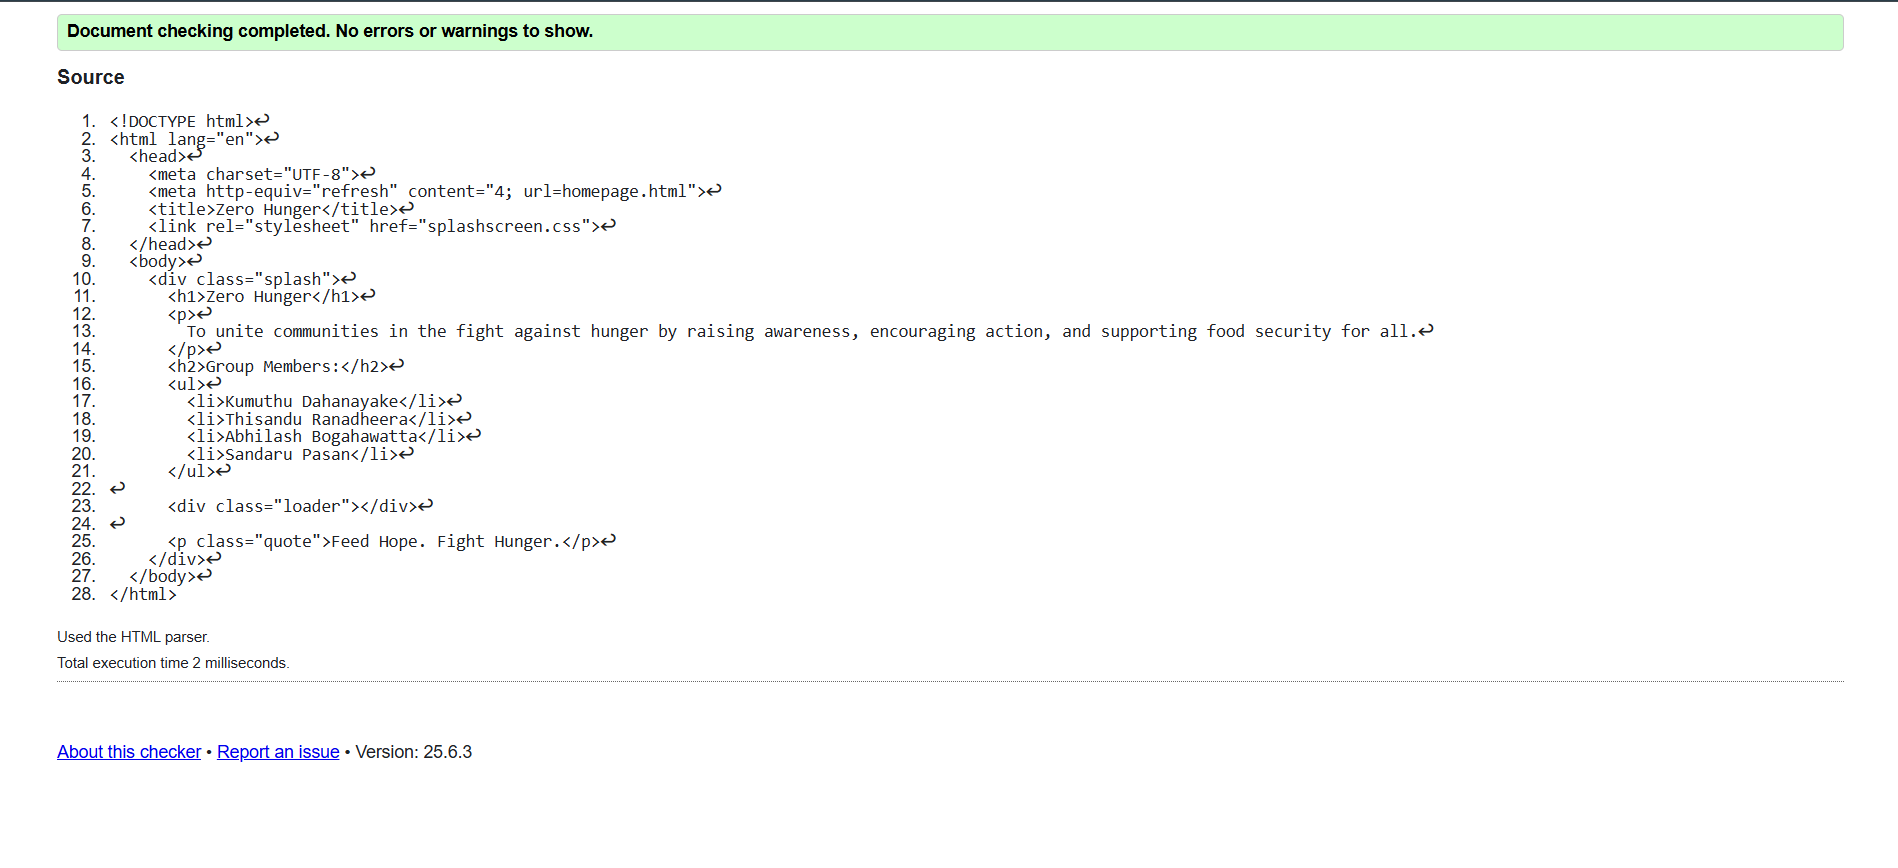 Document checking completed. No errors or warnings to show.
Source
1. <!DOCTYPE html>↩
2. <html lang="en">↩
3.   <head>↩
4.     <meta charset="UTF-8">↩
5.     <meta http-equiv="refresh" content="4; url=homepage.html">↩
6.     <title>Zero Hunger</title>↩
7.     <link rel="stylesheet" href="splashscreen.css">↩
8.   </head>↩
9.   <body>↩
10.     <div class="splash">↩
11.       <h1>Zero Hunger</h1>↩
12.       <p>↩
13.         To unite communities in the fight against hunger by raising awareness, encouraging action, and supporting food security for all.↩
14.       </p>↩
15.       <h2>Group Members:</h2>↩
16.       <ul>↩
17.         <li>Kumuthu Dahanayake</li>↩
18.         <li>Thisandu Ranadheera</li>↩
19.         <li>Abhilash Bogahawatta</li>↩
20.         <li>Sandaru Pasan</li>↩
21.       </ul>↩
22. ↩
23.       <div class="loader"></div>↩
24. ↩
25.       <p class="quote">Feed Hope. Fight Hunger.</p>↩
26.     </div>↩
27.   </body>↩
28. </html>
Used the HTML parser.
Total execution time 2 milliseconds.
About this checker • Report an issue • Version: 25.6.3